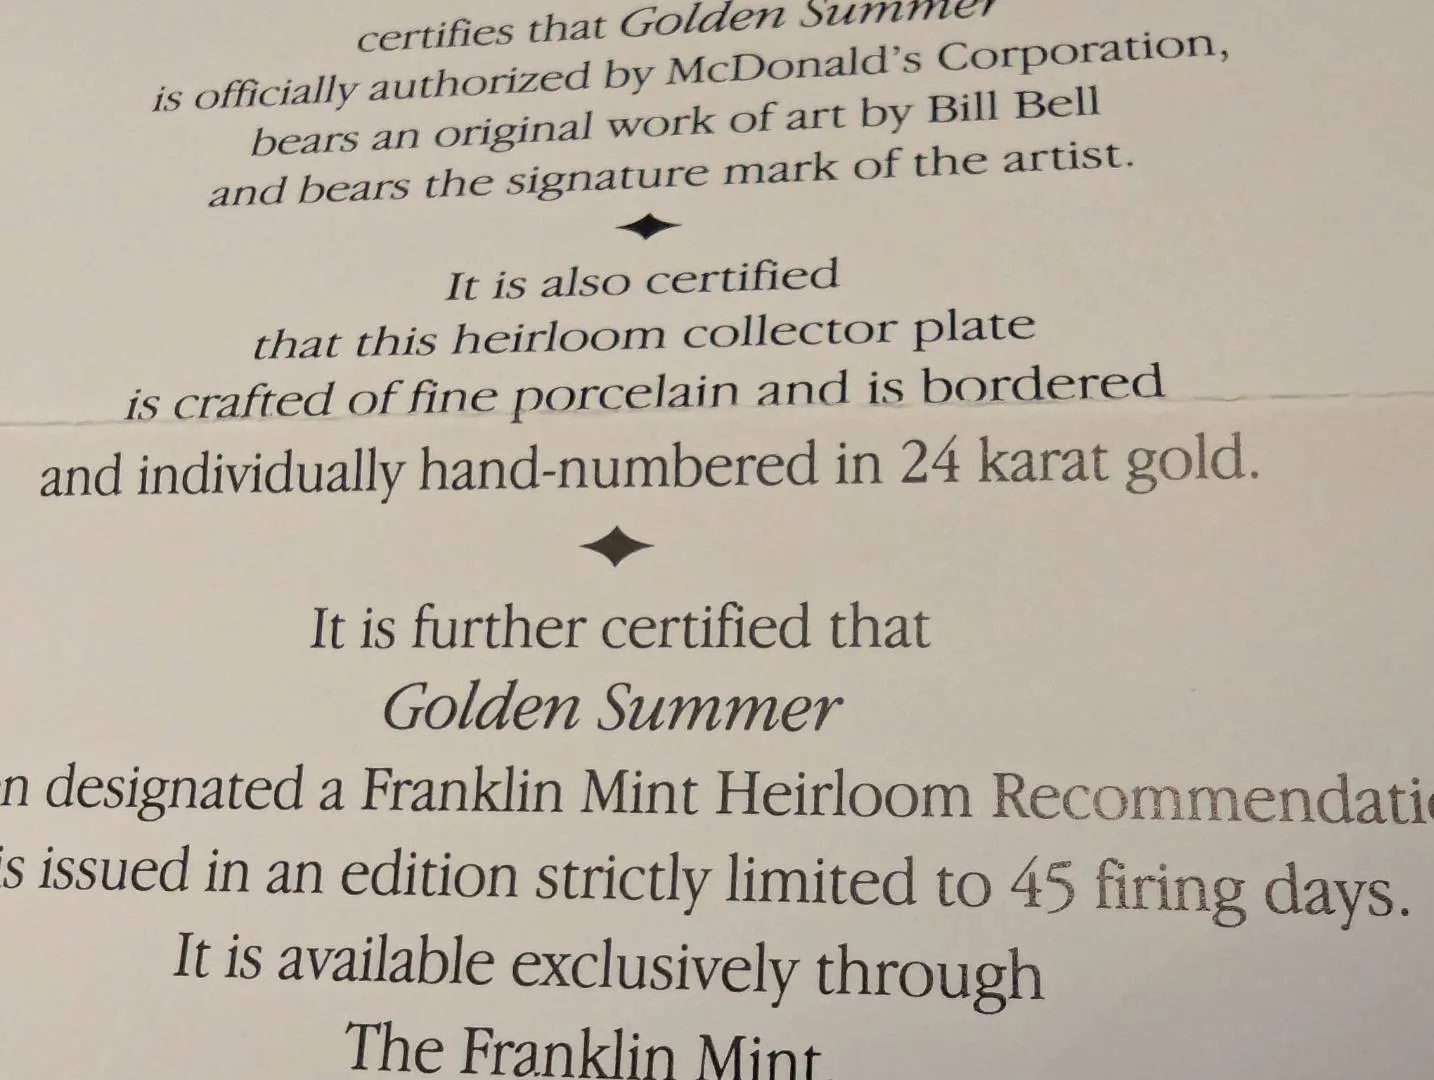 certifies that Golden Summer
is officially authorized by McDonald's Corporation,
bears an original work of art by Bill Bell
and bears the signature mark of the artist.
It is also certified
that this heirloom collector plate
is crafted of fine porcelain and is bordered
and individually hand-numbered in 24 karat gold.
It is further certified that
Golden Summer
designated a Franklin Mint Heirloom
issued in an edition strictly limited to 45 firing days.
It is available exclusively through
The Franklin Mint.